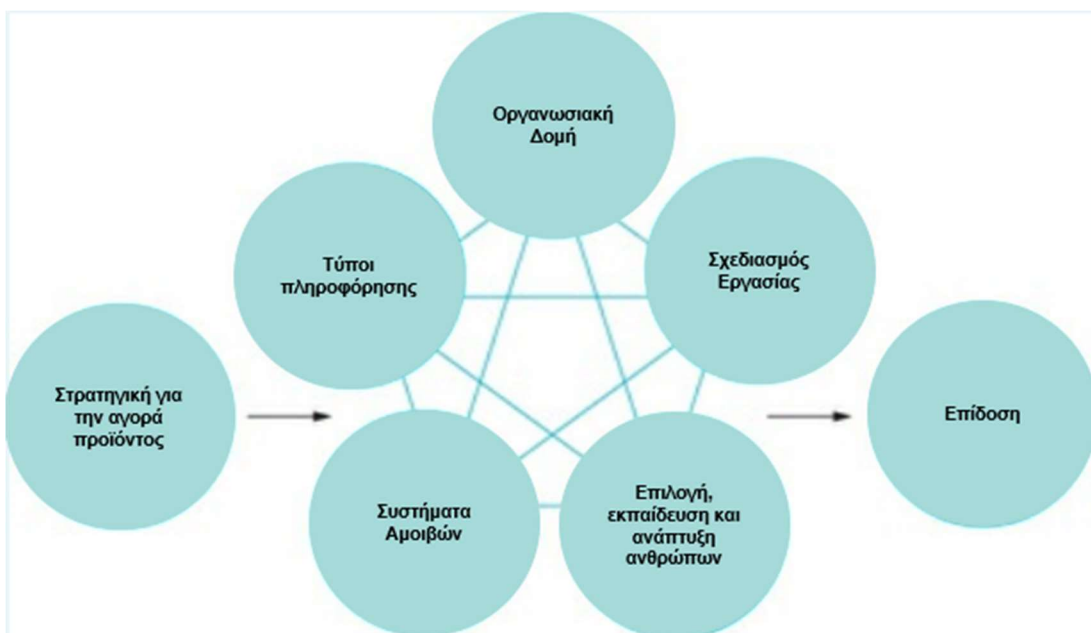 Οργανωσιακή
Δομή
Τύποι
πληροφόρησης
Σχεδιασμός
Εργασίας
Στρατηγική για
την αγορά
προϊόντος
Επίδοση
Συστήματα
Αμοιβών
Επιλογή,
εκπαίδευση και
ανάπτυξη
ανθρώπων